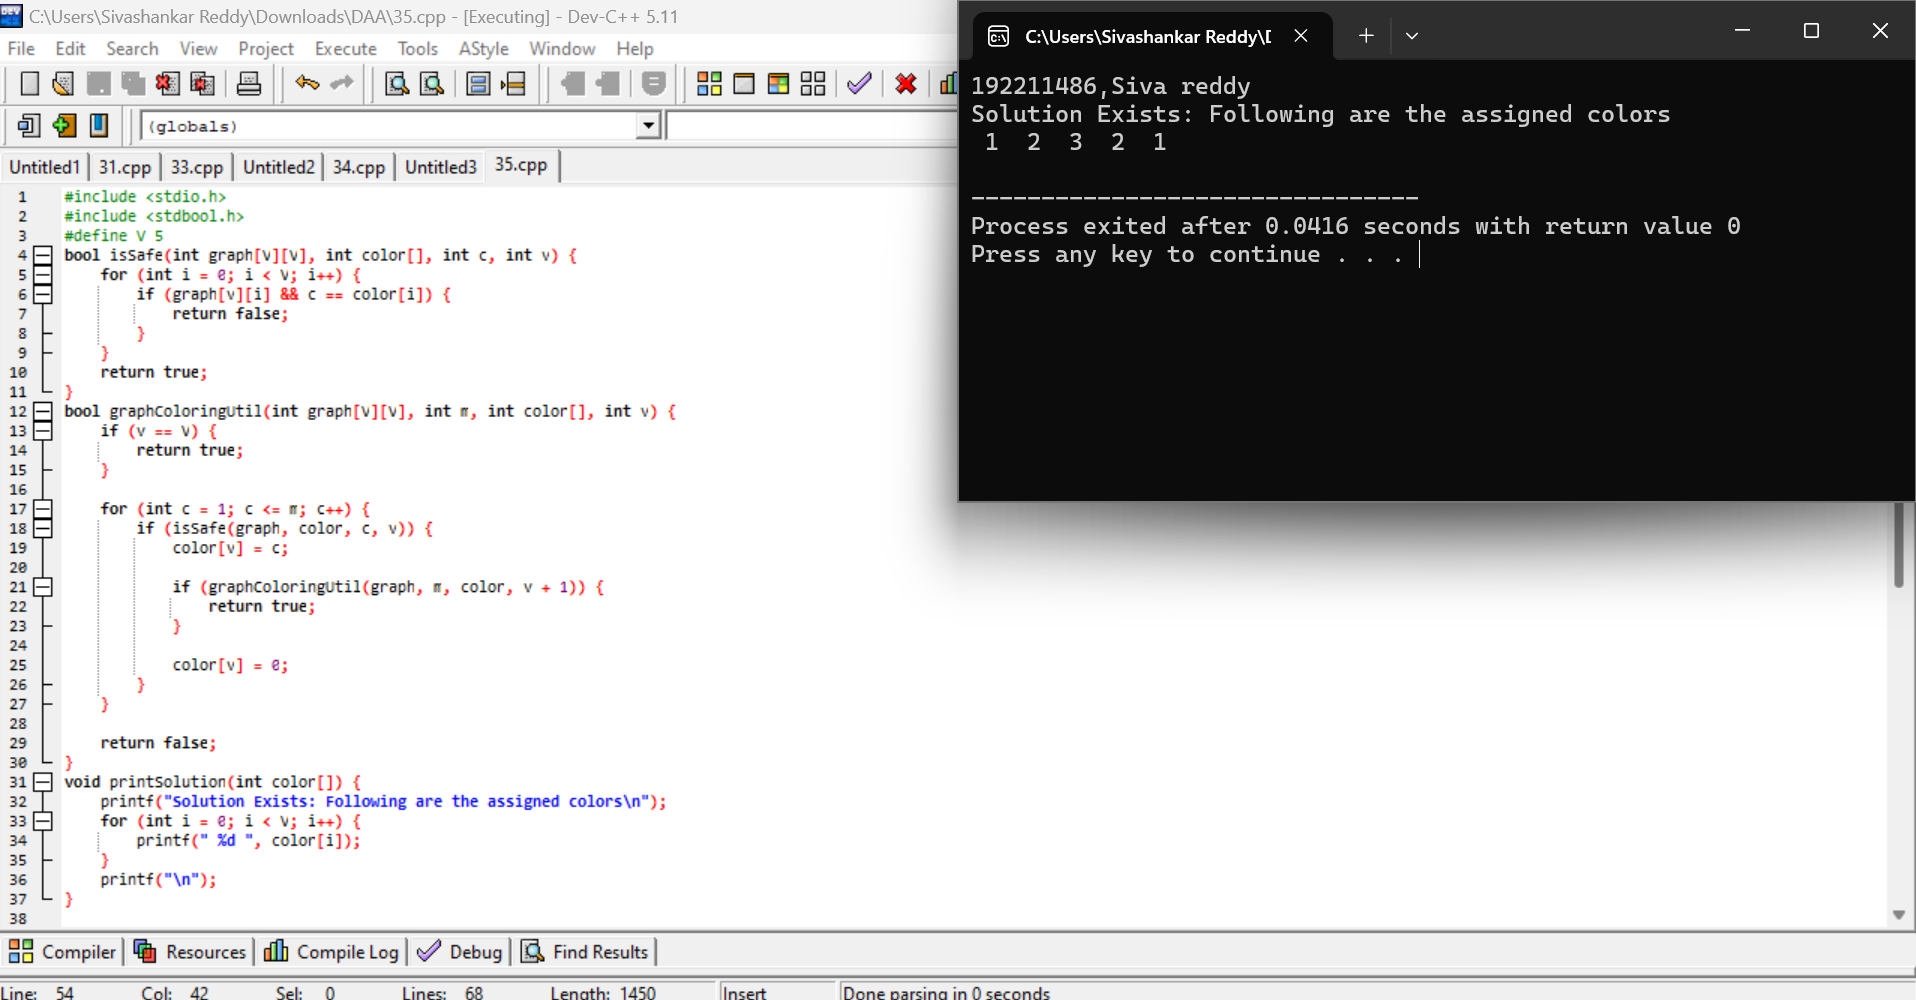 C:\Users\Sivashankar Reddy\Downloads\DAA\35.cpp - [Executing] - Dev-C++ 5.11
File Edit Search View Project Execute Tools AStyle Window Help
(globals)
Untitled1 31.cpp 33.cpp Untitled2 34.cpp Untitled3 35.cpp
1 #include <stdio.h>
2 #include <stdbool.h>
3 #define V 5
4 bool isSafe(int graph[V][V], int color[], int c, int v) {
5 for (int i = 0; i < V; i++) {
6 if (graph[v][i] && c == color[i]) {
7 return false;
8 }
9 }
10 return true;
11 }
12 bool graphColoringUtil(int graph[V][V], int m, int color[], int v) {
13 if (v == V) {
14 return true;
15 }
16
17 for (int c = 1; c <= m; c++) {
18 if (isSafe(graph, color, c, v)) {
19 color[v] = c;
20
21 if (graphColoringUtil(graph, m, color, v + 1)) {
22 return true;
23 }
24
25 color[v] = 0;
26 }
27 }
28
29 return false;
30 }
31 void printSolution(int color[]) {
32 printf("Solution Exists: Following are the assigned colors\n");
33 for (int i = 0; i < V; i++) {
34 printf(" %d ", color[i]);
35 }
36 printf("\n");
37 }
38
Compiler Resources Compile Log Debug Find Results
Line: 54 Col: 42 Sel: 0 Lines: 68 Length: 1450 Insert Done parsing in 0 seconds
C:\Users\Sivashankar Reddy\
192211486,Siva reddy
Solution Exists: Following are the assigned colors
1 2 3 2 1
--------------------------------
Process exited after 0.0416 seconds with return value 0
Press any key to continue . . .